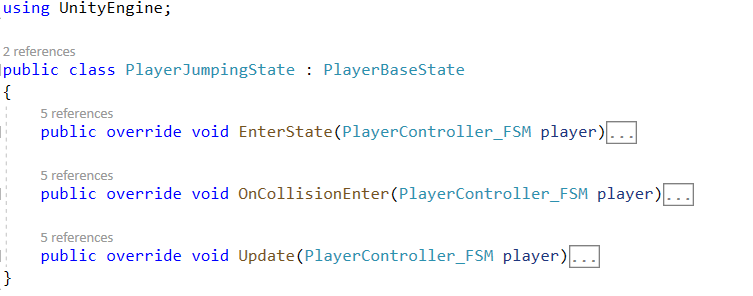 using UnityEngine;
2 references
public class PlayerJumpingState : PlayerBaseState
{
5 references
public override void EnterState(PlayerController_FSM player)...
5 references
public override void OnCollisionEnter(PlayerController_FSM player)...
5 references
public override void Update(PlayerController_FSM player)...
}